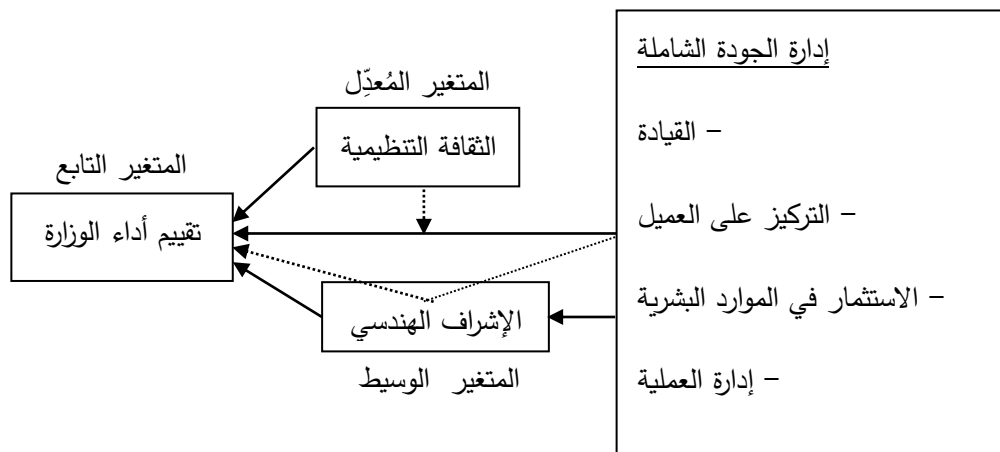 إدارة الجودة الشاملة
– القيادة
– التركيز على العميل
– الاستثمار في الموارد البشرية
– إدارة العملية
المتغير المُعدِّل
الثقافة التنظيمية
المتغير التابع
تقييم أداء الوزارة
الإشراف الهندسي
المتغير الوسيط